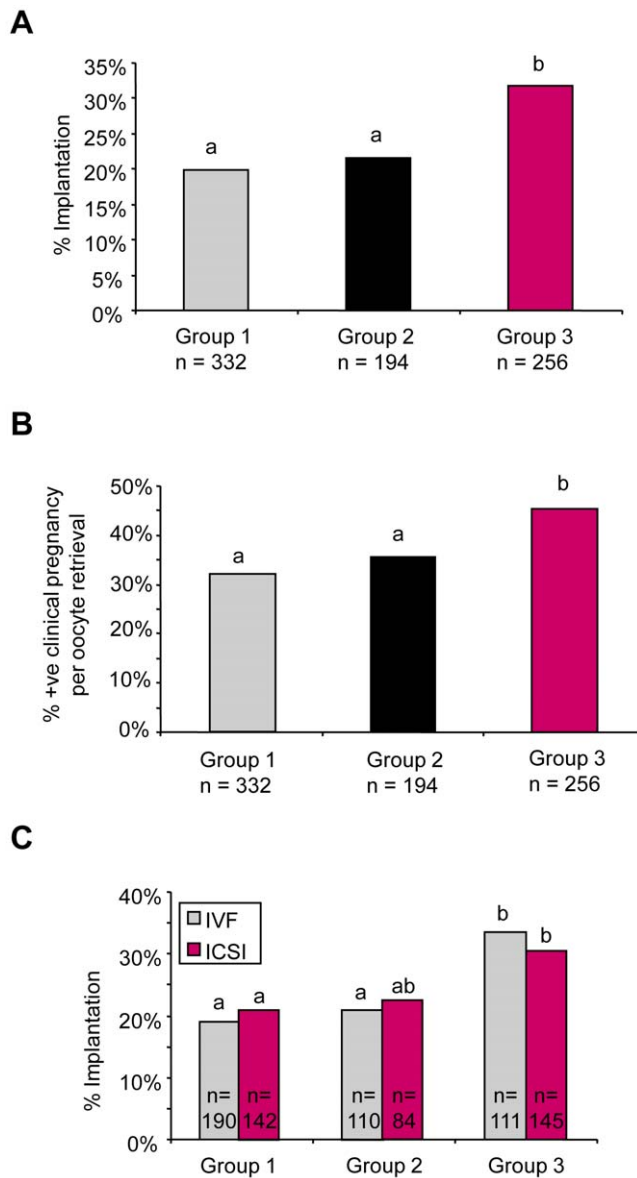 A
35%
30%
25%
20%
15%
10%
5%
0%
% Implantation
a
a
b
Group 1
n = 332
Group 2
n = 194
Group 3
n = 256
B
50%
40%
30%
20%
10%
0%
% +ve clinical pregnancy
per oocyte retrieval
a
a
b
Group 1
n = 332
Group 2
n = 194
Group 3
n = 256
C
40%
30%
20%
10%
0%
% Implantation
IVF
ICSI
a
a
a
ab
b
b
n=
190
n=
142
n=
110
n=
84
n=
111
n=
145
Group 1
Group 2
Group 3